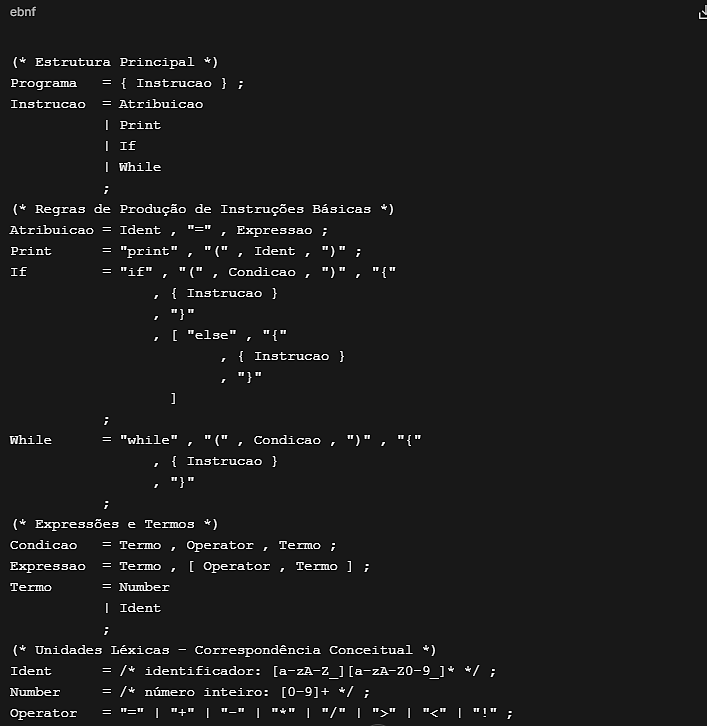 ebnf
(* Estrutura Principal *)
Programa   = { Instrucao } ;
Instrucao  = Atribuicao
           | Print
           | If
           | While
           ;
(* Regras de Produção de Instruções Básicas *)
Atribuicao = Ident , "=" , Expressao ;
Print      = "print" , "(" , Ident , ")" ;
If         = "if" , "(" , Condicao , ")" , "{"
                 , { Instrucao }
                 , "}"
                 , [ "else" , "{"
                         , { Instrucao }
                         , "}"
                   ]
           ;
While      = "while" , "(" , Condicao , ")" , "{"
                 , { Instrucao }
                 , "}"
           ;
(* Expressões e Termos *)
Condicao   = Termo , Operator , Termo ;
Expressao  = Termo , [ Operator , Termo ] ;
Termo      = Number
           | Ident
           ;
(* Unidades Léxicas - Correspondência Conceitual *)
Ident      = /* identificador: [a-zA-Z_][a-zA-Z0-9_]* */ ;
Number     = /* número inteiro: [0-9]+ */ ;
Operator   = "=" | "+" | "-" | "*" | "/" | ">" | "<" | "!" ;